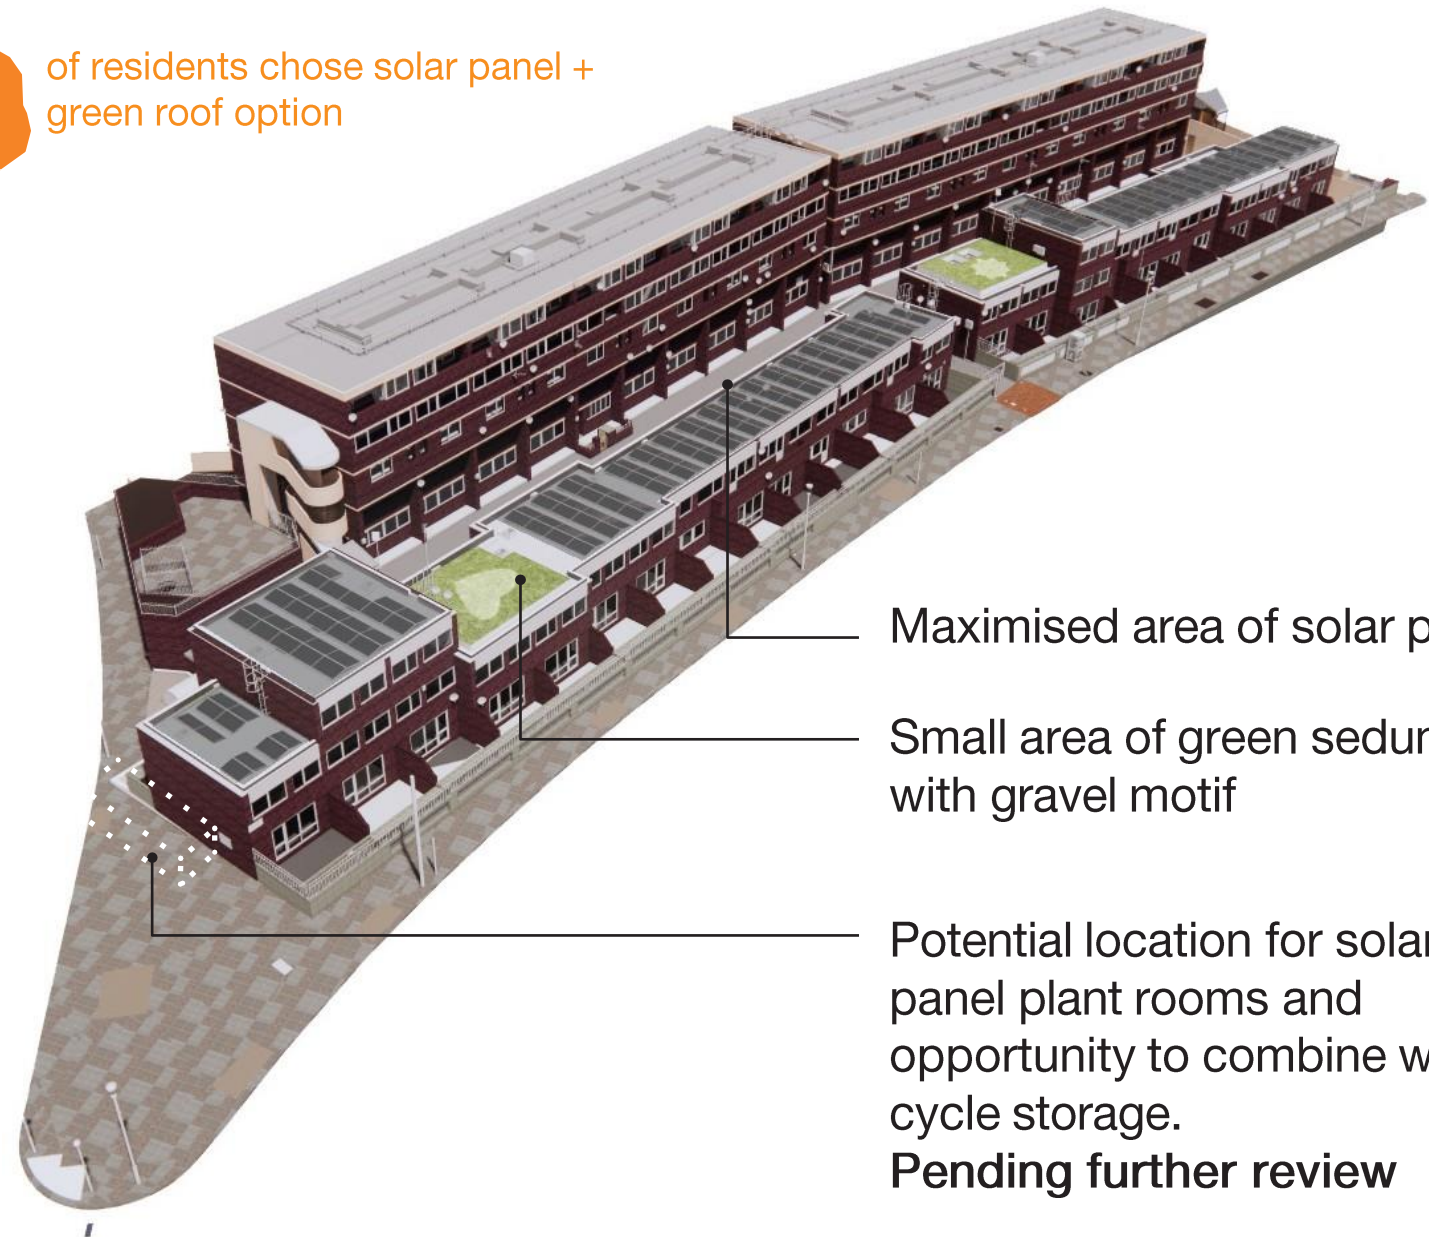 of residents chose solar panel +
green roof option
Maximised area of solar p
Small area of green sedu
with gravel motif
Potential location for solar
panel plant rooms and
opportunity to combine w
cycle storage.
Pending further review